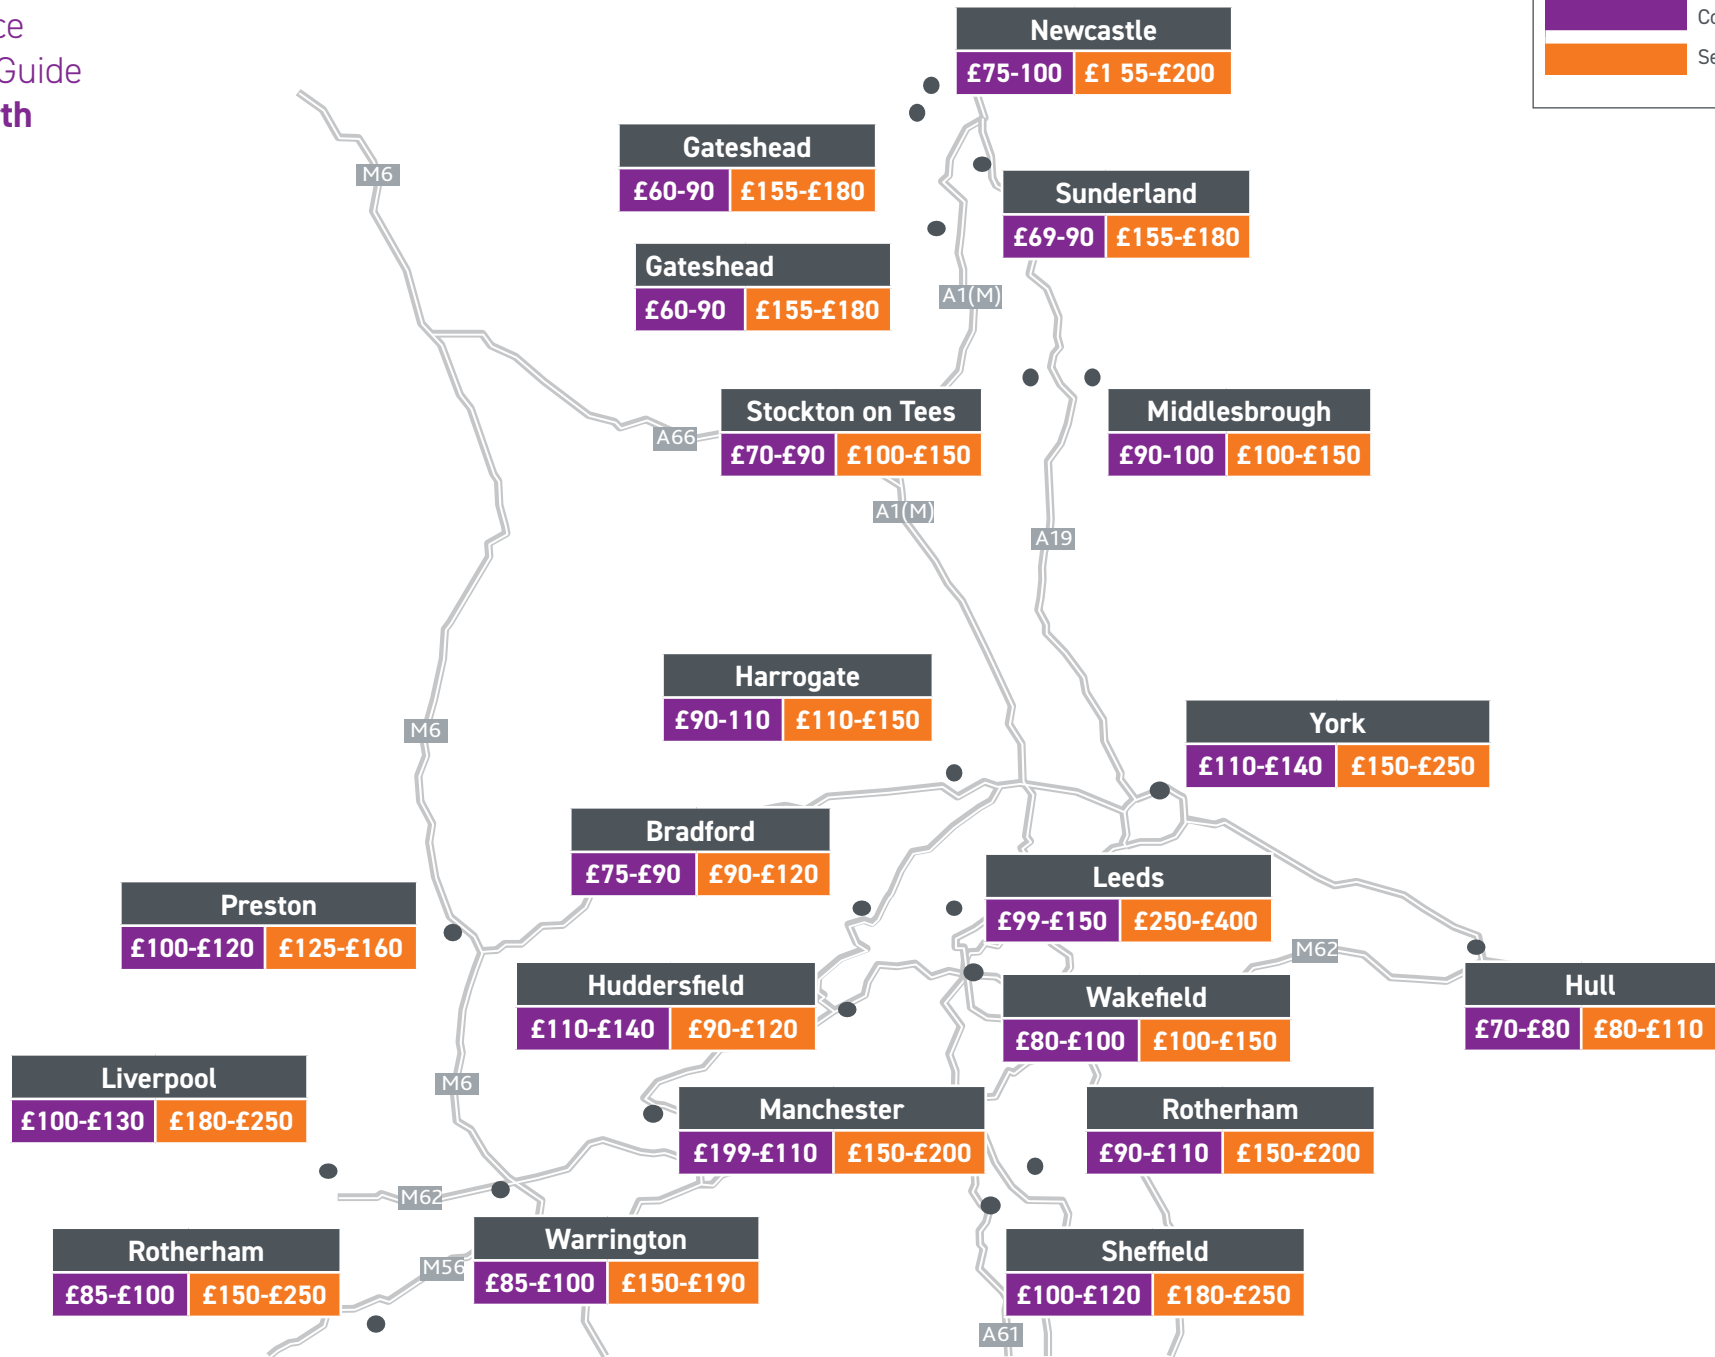 ce
Guide
th
Co
Se
Newcastle
£75-100 £1 55-£200
Gateshead
£60-90 £155-£180
M6
Sunderland
£69-90 £155-£180
Gateshead
£60-90 £155-£180
A1(M)
Stockton on Tees
£70-£90 £100-£150
Middlesbrough
£90-100 £100-£150
A66
A1(M)
A19
Harrogate
£90-110 £110-£150
M6
York
£110-£140 £150-£250
Bradford
£75-£90 £90-£120
Leeds
£99-£150 £250-£400
Preston
£100-£120 £125-£160
M62
Huddersfield
£110-£140 £90-£120
Wakefield
£80-£100 £100-£150
Hull
£70-£80 £80-£110
Liverpool
£100-£130 £180-£250
M6
Manchester
£199-£110 £150-£200
Rotherham
£90-£110 £150-£200
M62
Rotherham
£85-£100 £150-£250
M56
Warrington
£85-£100 £150-£190
Sheffield
£100-£120 £180-£250
A61